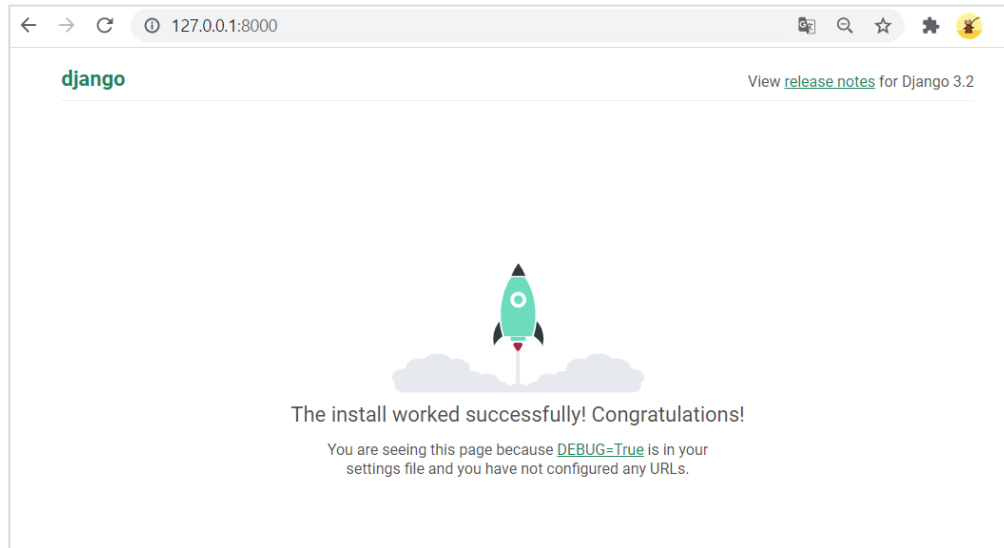 127.0.0.1:8000
django
View release notes for Django 3.2
The install worked successfully! Congratulations!
You are seeing this page because DEBUG=True is in your
settings file and you have not configured any URLs.